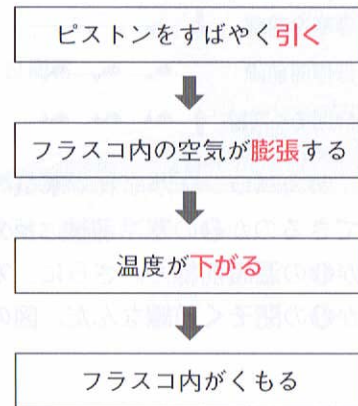 ピストンをすばやく引く
フラスコ内の空気が膨張する
温度が下がる
フラスコ内がくもる